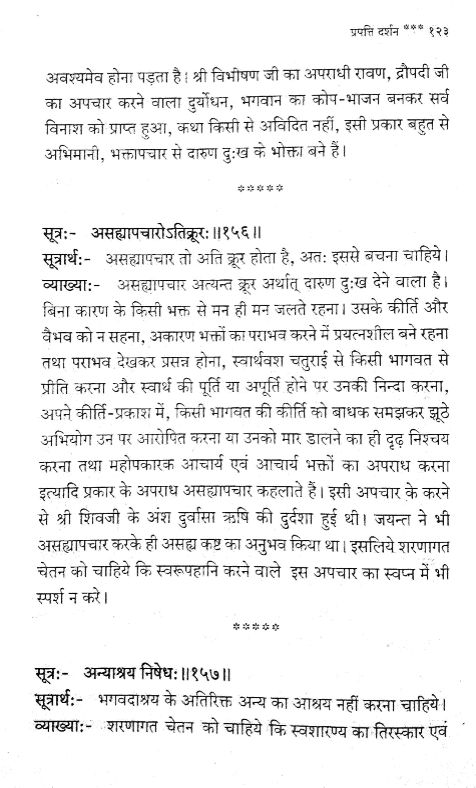 प्रपत्ति दर्शन *** १२३
अवश्यमेव होना पड़ता है। श्री विभीषण जी का अपराधी रावण, द्रौपदी जी
का अपचार करने वाला दुर्योधन, भगवान का कोप-भाजन बनकर सर्व
विनाश को प्राप्त हुआ, कथा किसी से अविदित नहीं, इसी प्रकार बहुत से
अभिमानी, भक्तापचार से दारुण दुःख के भोक्ता बने हैं।
*****
सूत्रः- असह्यापचारोऽतिक्रूरः॥१५६॥
सूत्रार्थः- असह्यापचार तो अति क्रूर होता है, अतः इससे बचना चाहिये।
व्याख्याः- असह्यापचार अत्यन्त क्रूर अर्थात् दारुण दुःख देने वाला है।
बिना कारण के किसी भक्त से मन ही मन जलते रहना। उसके कीर्ति और
वैभव को न सहना, अकारण भक्तों का पराभव करने में प्रयत्नशील बने रहना
तथा पराभव देखकर प्रसन्न होना, स्वार्थवश चतुराई से किसी भागवत से
प्रीति करना और स्वार्थ की पूर्ति या अपूर्ति होने पर उनकी निन्दा करना,
अपने कीर्ति-प्रकाश में, किसी भागवत की कीर्ति को बाधक समझकर झूठे
अभियोग उन पर आरोपित करना या उनको मार डालने का ही दृढ़ निश्चय
करना तथा महोपकारक आचार्य एवं आचार्य भक्तों का अपराध करना
इत्यादि प्रकार के अपराध असह्यापचार कहलाते हैं। इसी अपचार के करने
से श्री शिवजी के अंश दुर्वासा ऋषि की दुर्दशा हुई थी। जयन्त ने भी
असह्यापचार करके ही असह्य कष्ट का अनुभव किया था। इसलिये शरणागत
चेतन को चाहिये कि स्वरूपहानि करने वाले इस अपचार का स्वप्न में भी
स्पर्श न करे।
*****
सूत्रः- अन्याश्रय निषेधः॥१५७॥
सूत्रार्थः- भगवदाश्रय के अतिरिक्त अन्य का आश्रय नहीं करना चाहिये।
व्याख्याः- शरणागत चेतन को चाहिये कि स्वशारण्य का तिरस्कार एवं